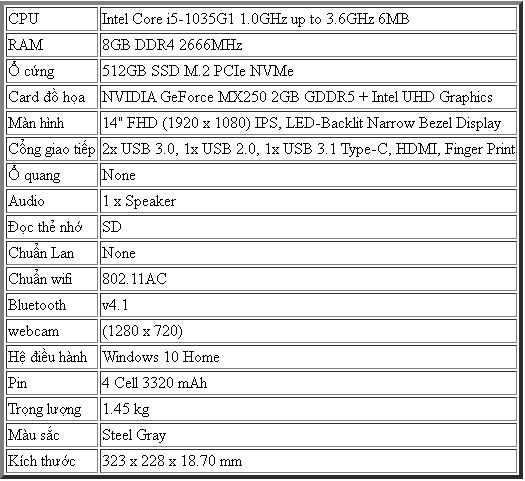 CPU Intel Core i5-1035G1 1.0GHz up to 3.6GHz 6MB
RAM 8GB DDR4 2666MHz
Ổ cứng 512GB SSD M.2 PCIe NVMe
Card đồ họa NVIDIA GeForce MX250 2GB GDDR5 + Intel UHD Graphics
Màn hình 14" FHD (1920 x 1080) IPS, LED-Backlit Narrow Bezel Display
Cổng giao tiếp 2x USB 3.0, 1x USB 2.0, 1x USB 3.1 Type-C, HDMI, Finger Print
Ổ quang None
Audio 1 x Speaker
Đọc thẻ nhớ SD
Chuẩn Lan None
Chuẩn wifi 802.11AC
Bluetooth v4.1
webcam (1280 x 720)
Hệ điều hành Windows 10 Home
Pin 4 Cell 3320 mAh
Trọng lượng 1.45 kg
Màu sắc Steel Gray
Kích thước 323 x 228 x 18.70 mm